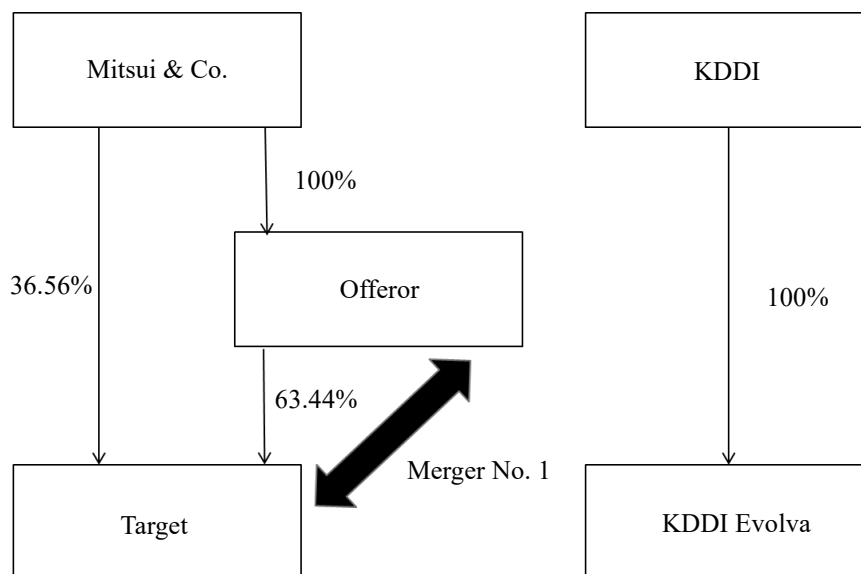 Mitsui & Co.
KDDI
100%
Offeror
36.56%
100%
63.44%
Merger No. 1
Target
KDDI Evolva